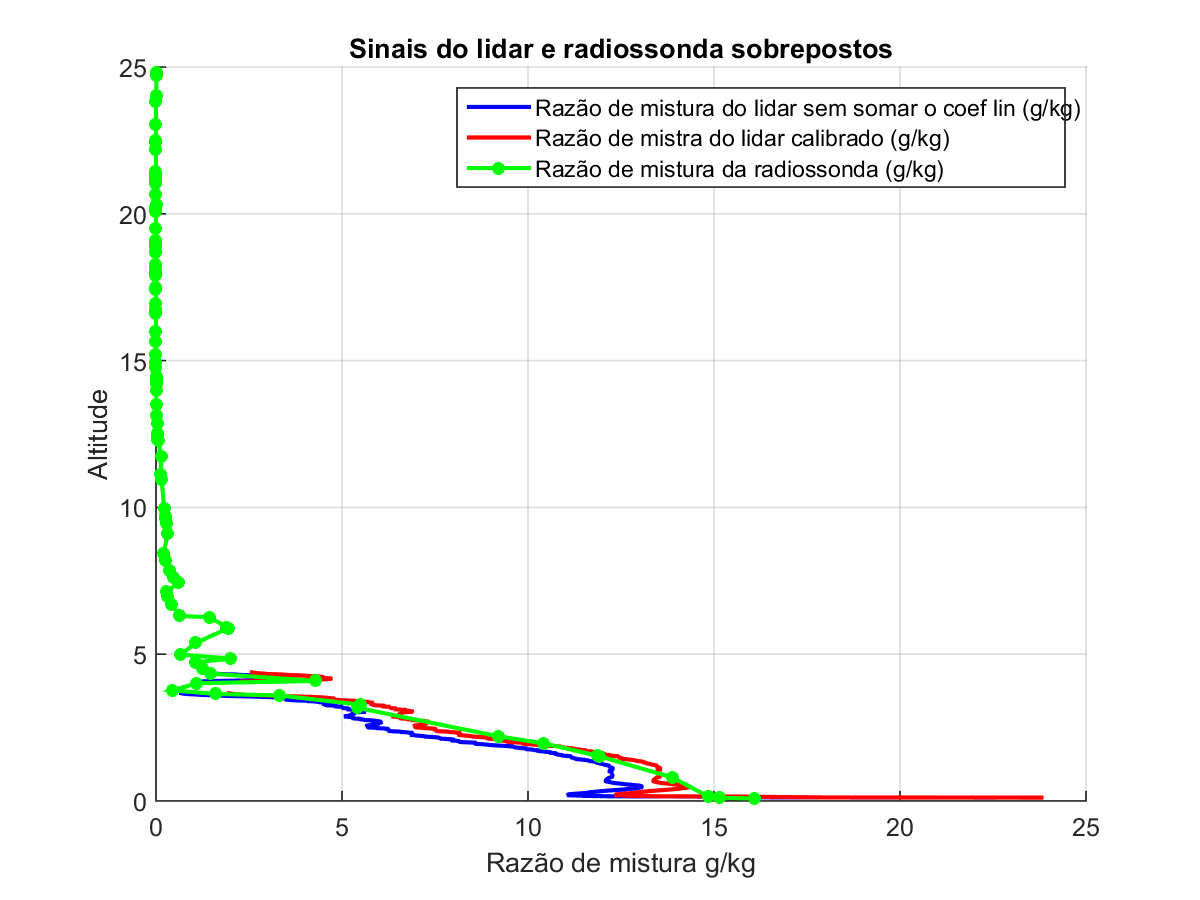 Sinais do lidar e radiossonda sobrepostos
25
Razão de mistura do lidar sem somar o coef lin (g/kg)
Razão de mistra do lidar calibrado (g/kg)
Razão de mistura da radiossonda (g/kg)
20
15
Altitude
10
5
0
0 5 10 15 20 25
Razão de mistura g/kg